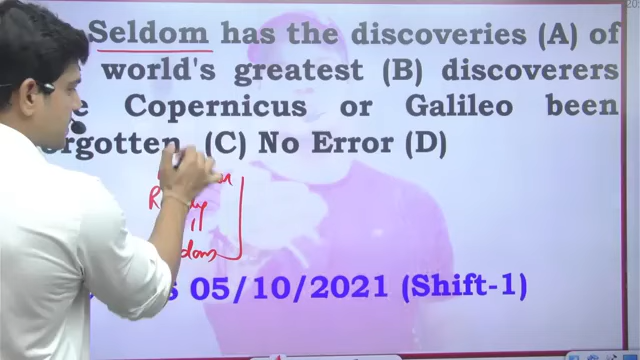 Seldom has the discoveries (A) of
world's greatest (B) discoverers
Copernicus or Galileo been
(C) No Error (D)
05/10/2021 (Shift-1)